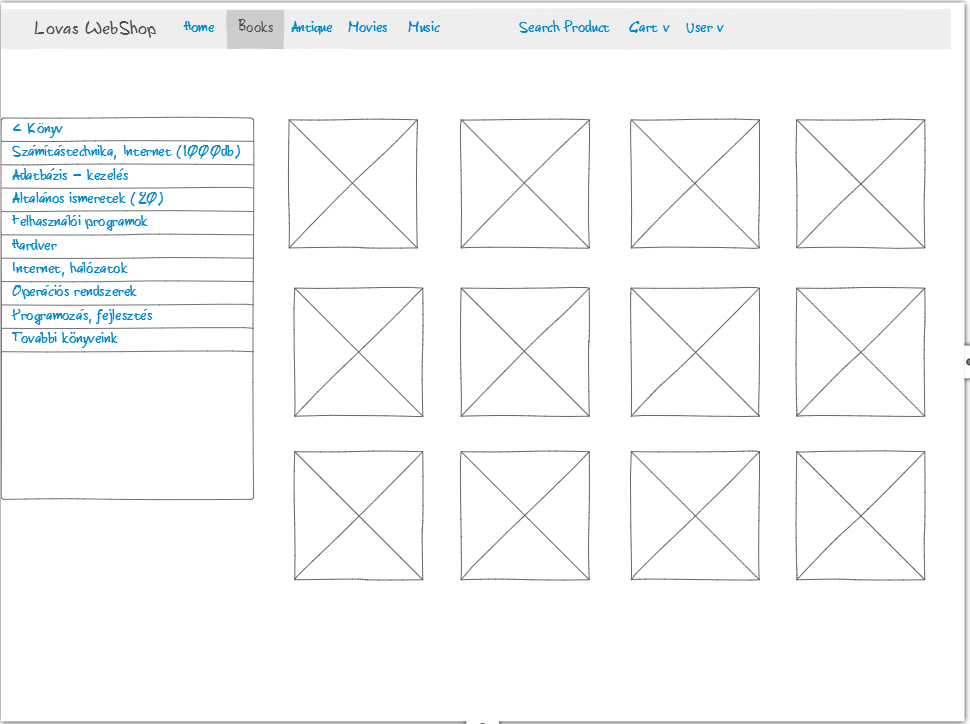 Lovas WebShop Home Books Antique Movies Music Search Product Cart v User v
< Könyv
Számítástechnika, Internet (1000db)
Adatbázis - kezelés
Általános ismeretek (20)
Felhasználói programok
Hardver
Internet, hálózatok
Operációs rendszerek
Programozás, fejlesztés
További könyveink